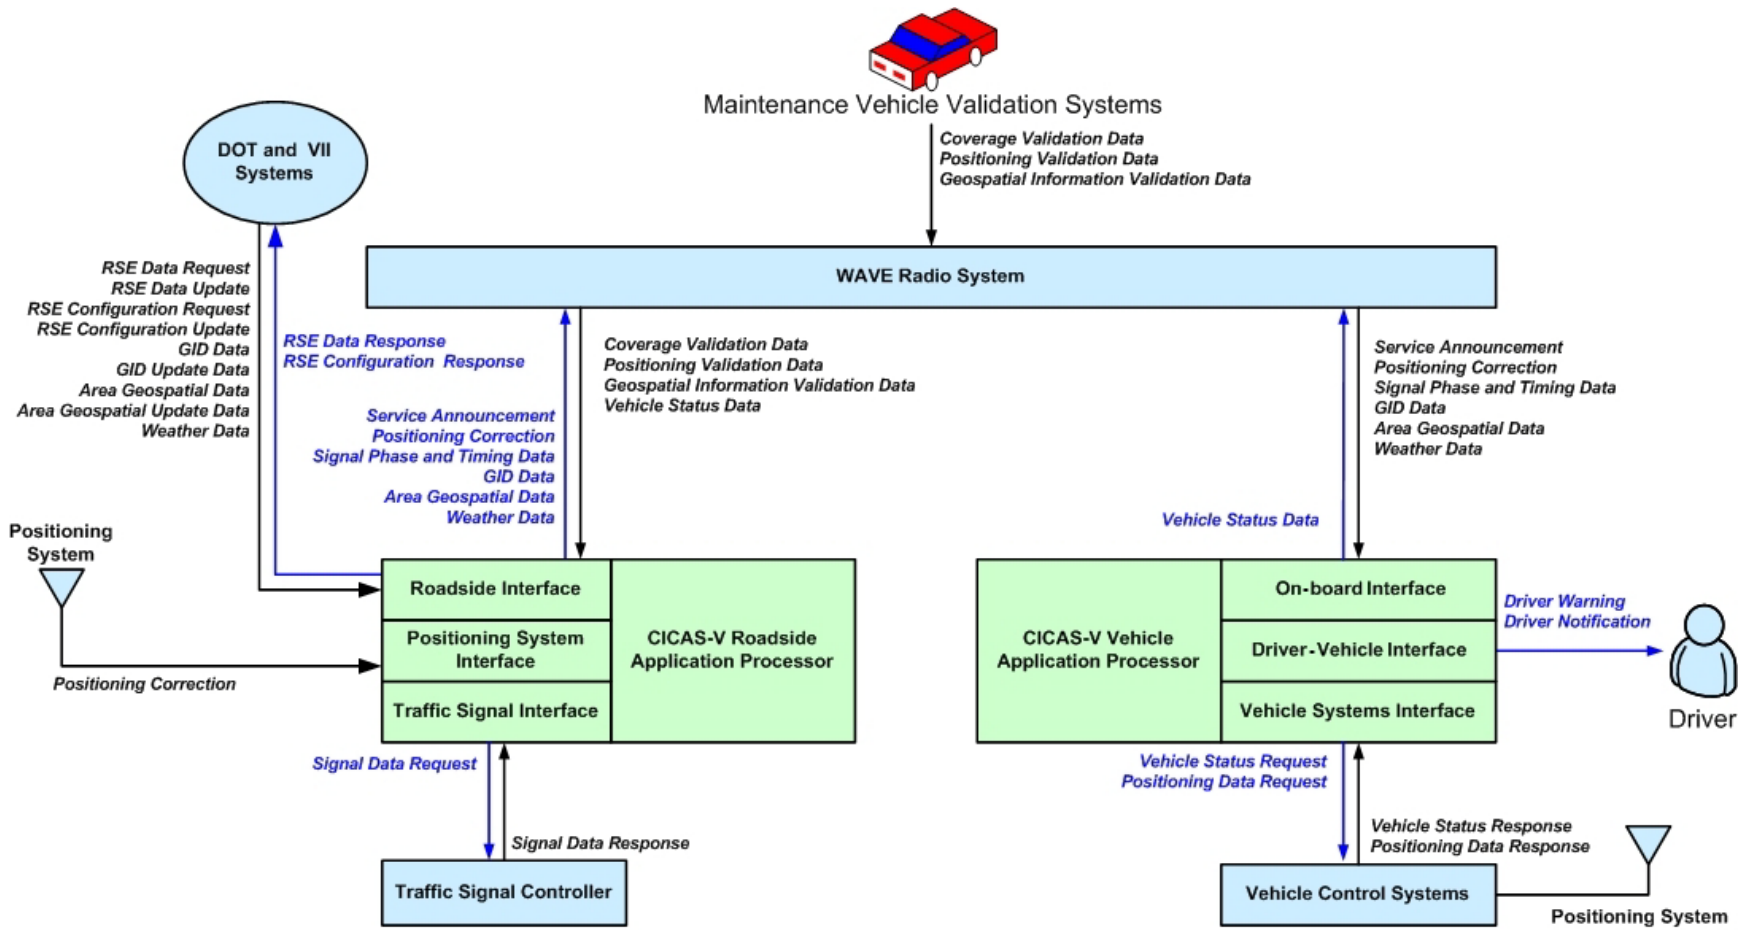 Maintenance Vehicle Validation Systems
Coverage Validation Data
Positioning Validation Data
Geospatial Information Validation Data
DOT and VII
Systems
WAVE Radio System
RSE Data Request
RSE Data Update
RSE Configuration Request
RSE Configuration Update
GID Data
GID Update Data
Area Geospatial Data
Area Geospatial Update Data
Weather Data
RSE Data Response
RSE Configuration Response
Service Announcement
Positioning Correction
Signal Phase and Timing Data
GID Data
Area Geospatial Data
Weather Data
Coverage Validation Data
Positioning Validation Data
Geospatial Information Validation Data
Vehicle Status Data
Vehicle Status Data
Service Announcement
Positioning Correction
Signal Phase and Timing Data
GID Data
Area Geospatial Data
Weather Data
Positioning
System
Positioning Correction
Roadside Interface
Positioning System
Interface
Traffic Signal Interface
CICAS-V Roadside
Application Processor
CICAS-V Vehicle
Application Processor
On-board Interface
Driver-Vehicle Interface
Vehicle Systems Interface
Driver Warning
Driver Notification
Driver
Signal Data Request
Signal Data Response
Traffic Signal Controller
Vehicle Status Request
Positioning Data Request
Vehicle Status Response
Positioning Data Response
Vehicle Control Systems
Positioning System